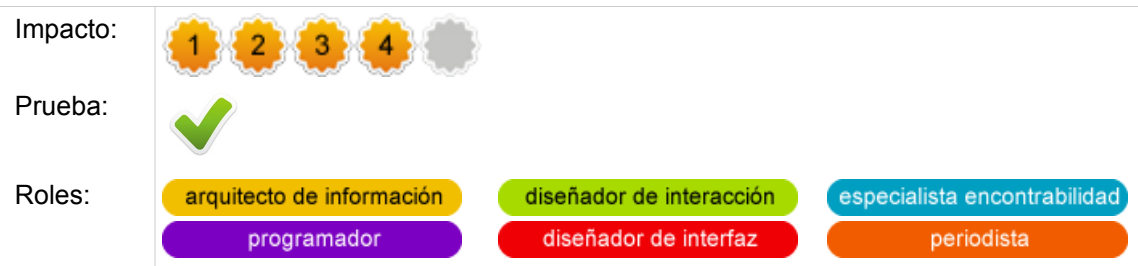 Impacto:
1 2 3 4
Prueba:
Roles:
arquitecto de información diseñador de interacción especialista encontrabilidad
programador diseñador de interfaz periodista